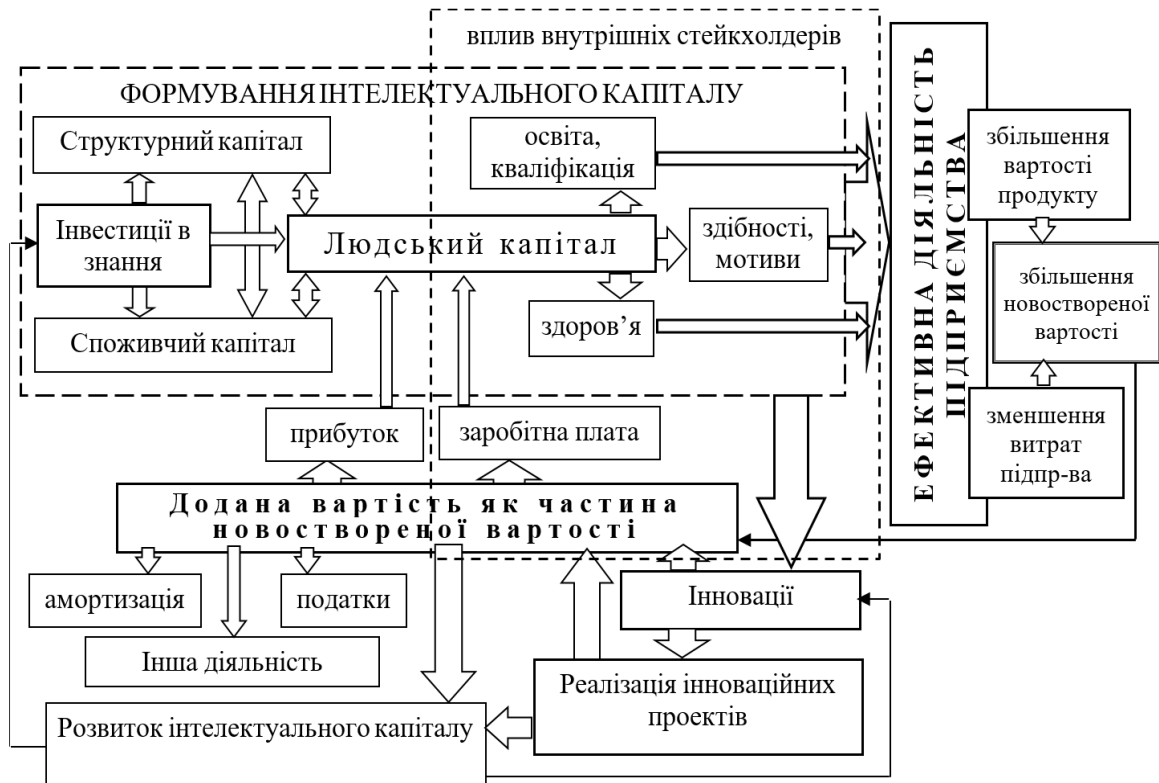 вплив внутрішніх стейкхолдерів
ФОРМУВАННЯ ІНТЕЛЕКТУАЛЬНОГО КАПІТАЛУ
Структурний капітал
освіта,
кваліфікація
Інвестиції в
знання
Людський капітал
здібності,
мотиви
здоров’я
Споживчий капітал
ЕФЕКТИВНА ДІЯЛЬНІСТЬ
ПІДПРИЄМСТВА
збільшення
вартості
продукту
збільшення
новоствореної
вартості
зменшення
витрат
підпр-ва
прибуток
заробітна плата
Додана вартість як частина
новоствореної вартості
амортизація
податки
Інновації
Інша діяльність
Реалізація інноваційних
проектів
Розвиток інтелектуального капіталу